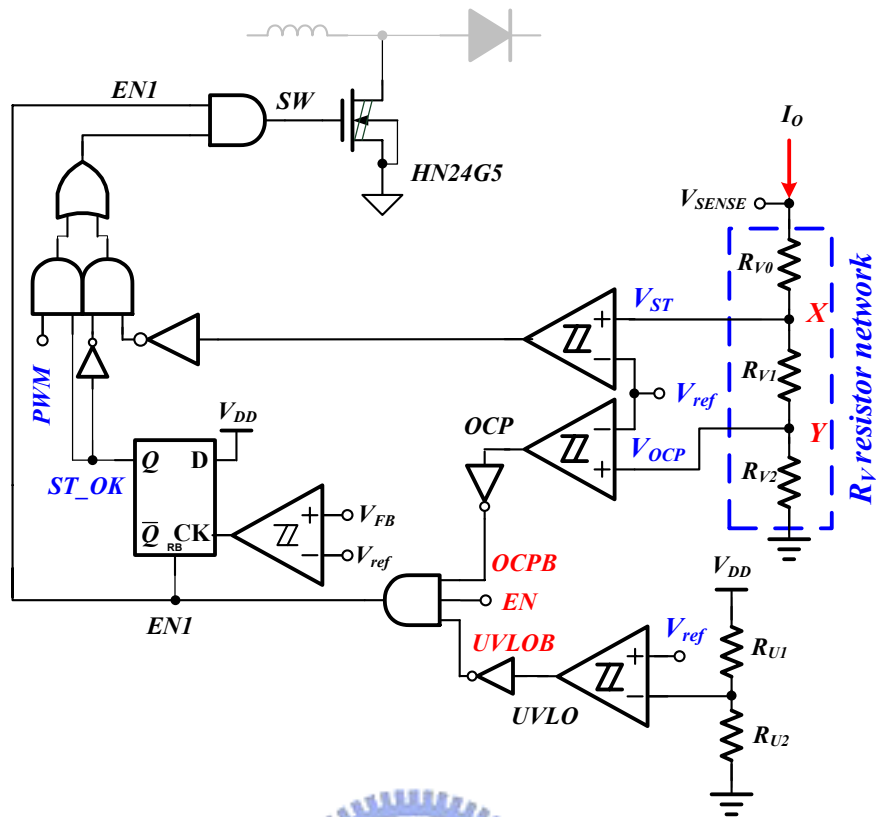 EN1
SW
HN24G5
I_O
V_SENSE
R_V0
V_ST
X
R_V1
V_ref
OCP
V_OCP
Y
R_V2
R_V resistor network
PWM
V_DD
Q
D
ST_OK
Q̅
CK
RB
V_FB
V_ref
EN1
OCPB
EN
UVLOB
V_ref
UVLO
V_DD
R_U1
R_U2
+
−
−
+
+
−
+
−